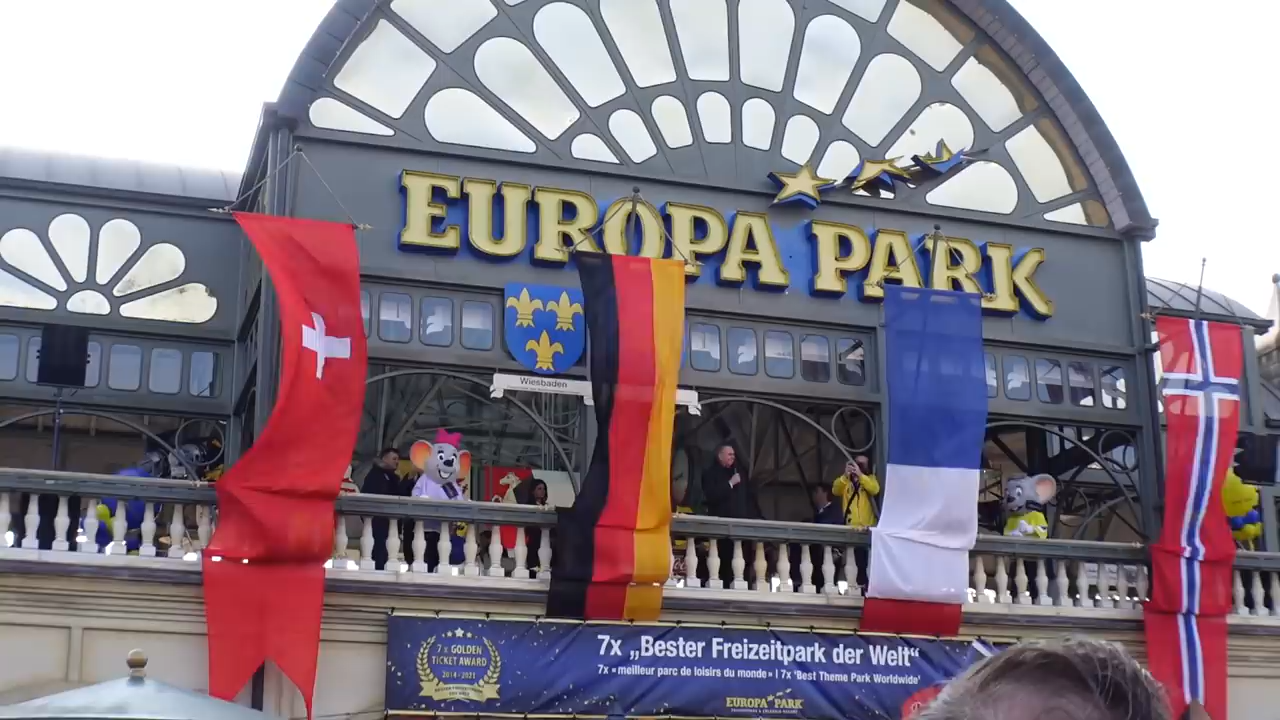 EUROPA PARK
Wiesbaden
7x GOLDEN
TICKET AWARD
2014-2021
7x „Bester Freizeitpark der Welt“
7x «meilleur parc de loisirs du monde» | 7x 'Best Theme Park Worldwide'
EUROPA PARK